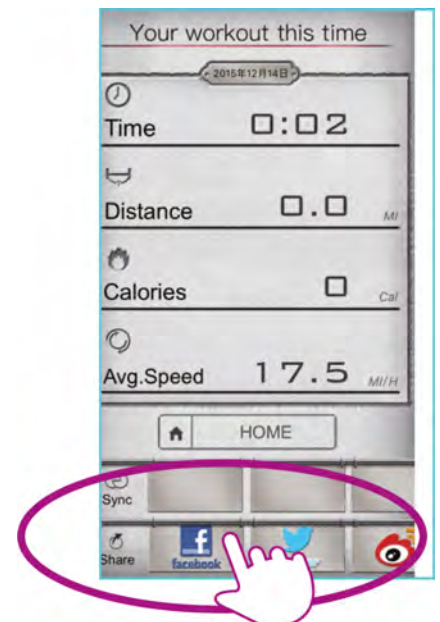 Your workout this time
2015年12月14日
Time 0:02
Distance 0.0 MI
Calories 0 Cal
Avg.Speed 17.5 MI/H
HOME
Sync
Share facebook